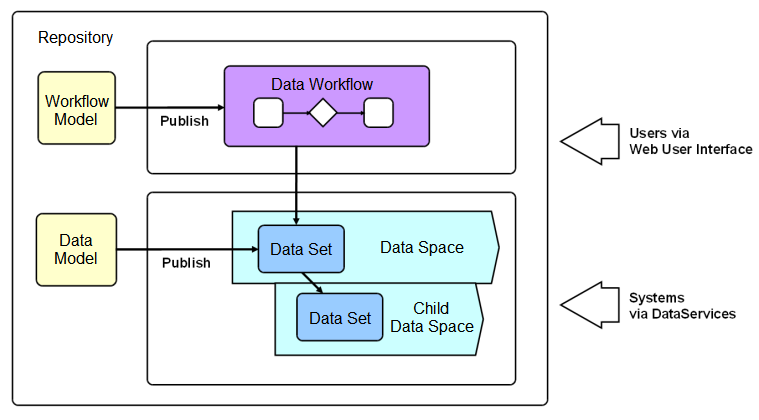 Repository
Workflow
Model
Publish
Data Workflow
Users via
Web User Interface
Data
Model
Publish
Data Set
Data Space
Data Set
Child
Data Space
Systems
via DataServices